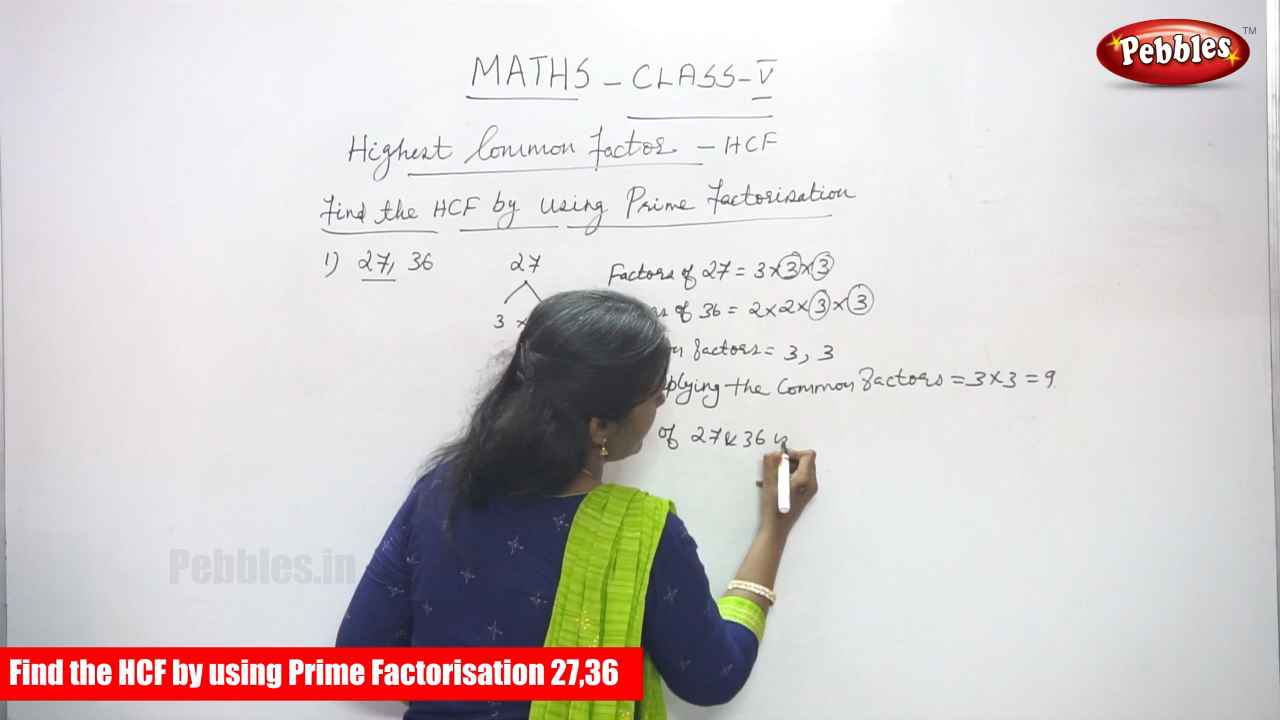 Pebbles TM
MATHS - CLASS - V
Highest Common Factor - HCF
Find the HCF by using Prime Factorisation
1) 27, 36
27
3 ×
Factors of 27 = 3 × 3 × 3
of 36 = 2 × 2 × 3 × 3
factors = 3, 3
the Common factors = 3 × 3 = 9.
of 27 & 36
Pebbles.in
Find the HCF by using Prime Factorisation 27,36